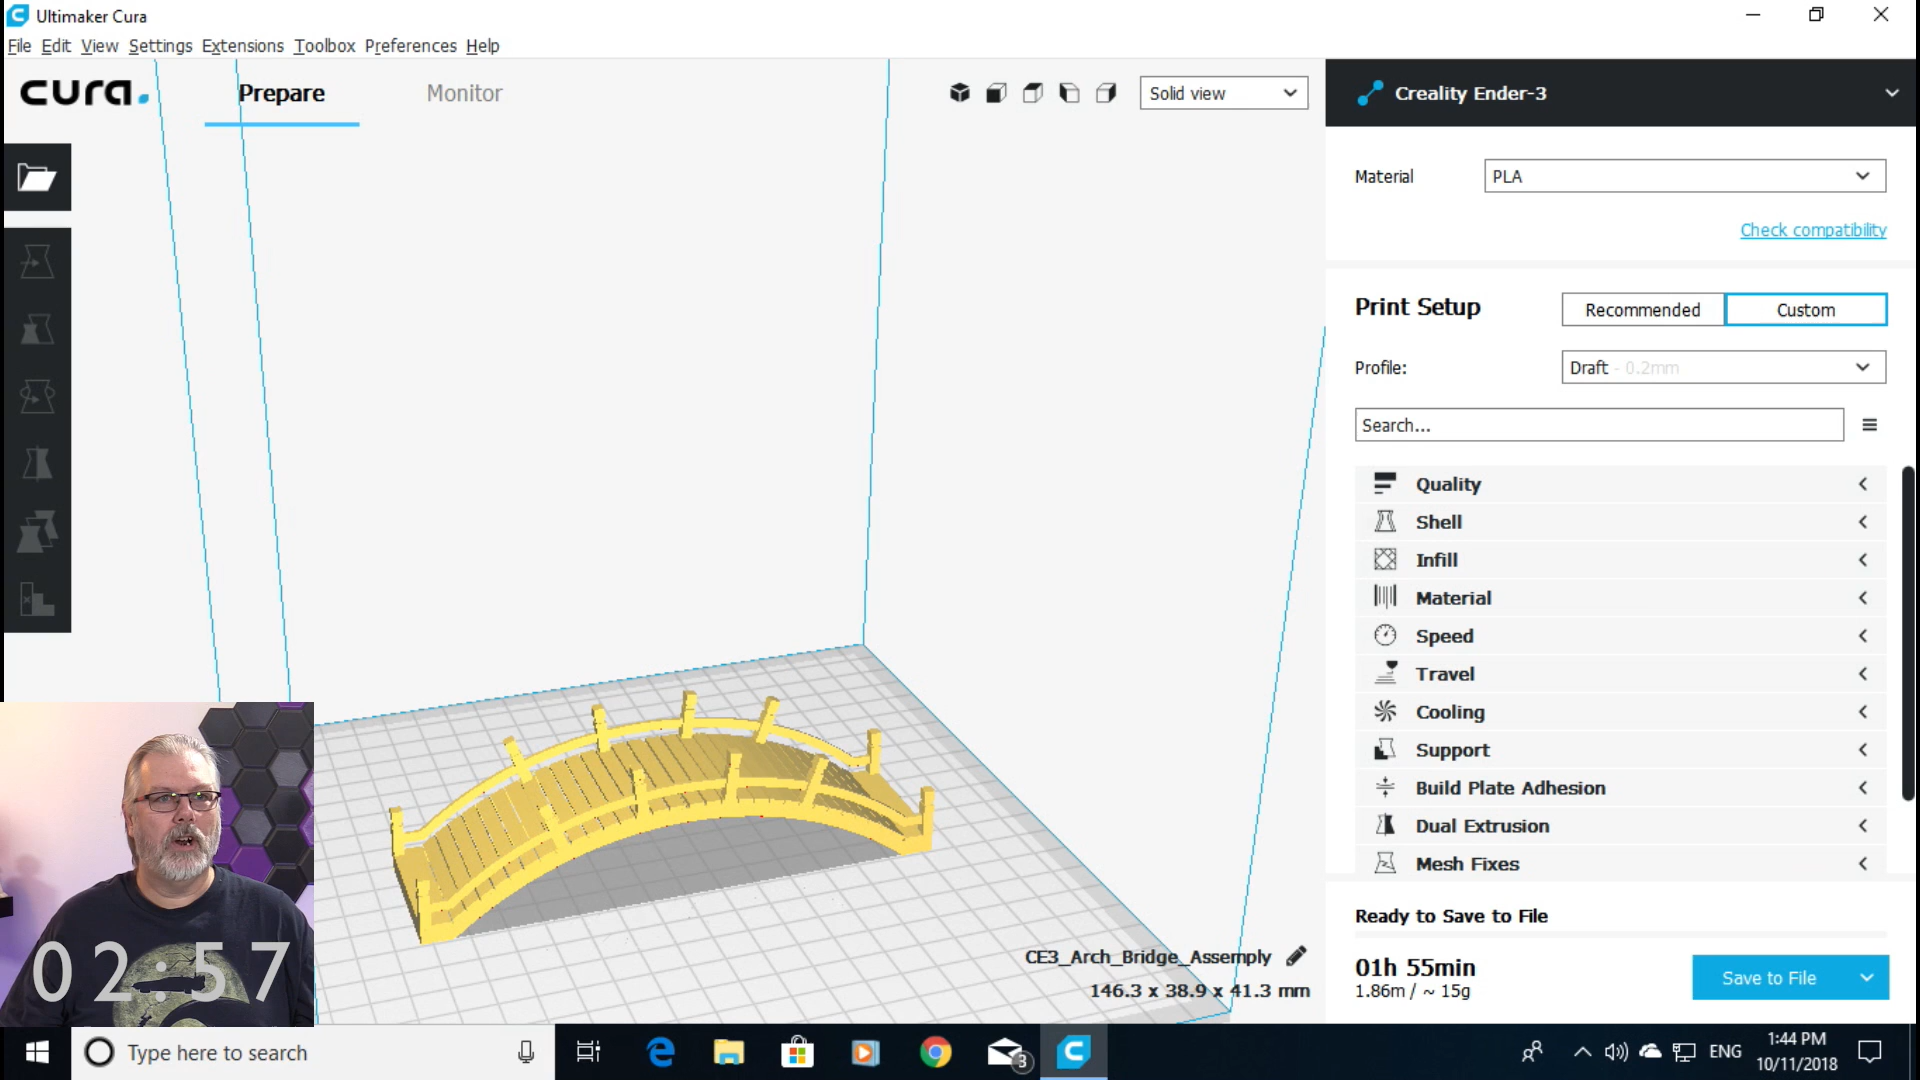 Ultimaker Cura
File Edit View Settings Extensions Toolbox Preferences Help
cura.
Prepare
Monitor
Solid view
Creality Ender-3
Material
PLA
Check compatibility
Print Setup
Recommended
Custom
Profile:
Draft - 0.2mm
Search...
Quality
Shell
Infill
Material
Speed
Travel
Cooling
Support
Build Plate Adhesion
Dual Extrusion
Mesh Fixes
Ready to Save to File
01h 55min
1.86m / ~ 15g
Save to File
CE3_Arch_Bridge_Assemply
146.3 x 38.9 x 41.3 mm
02:57
Type here to search
3
ENG
1:44 PM
10/11/2018